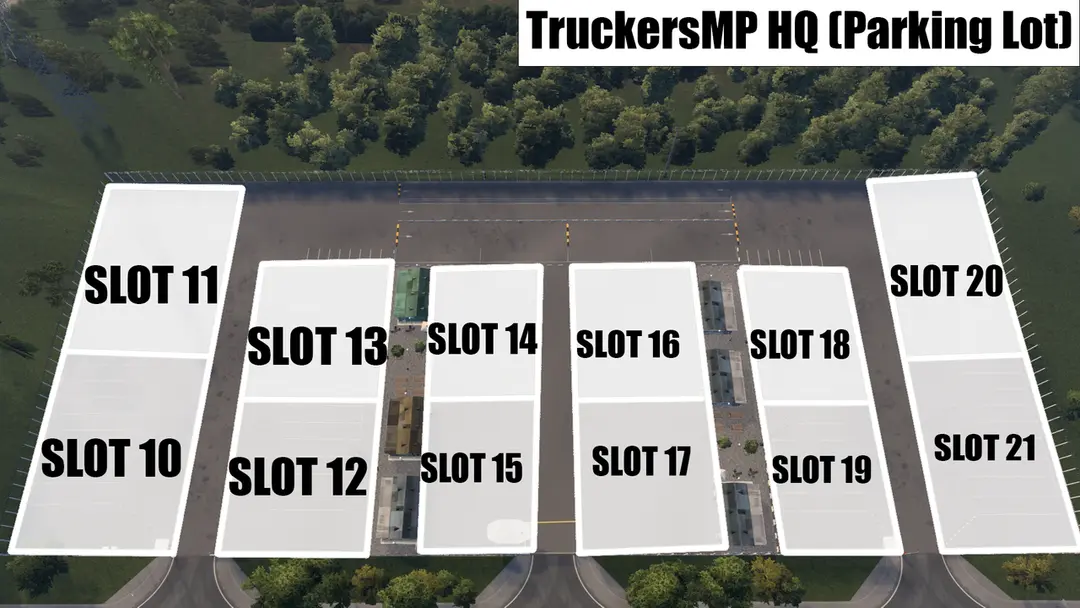 TruckersMP HQ (Parking Lot)
SLOT 11
SLOT 13
SLOT 14
SLOT 16
SLOT 18
SLOT 20
SLOT 10
SLOT 12
SLOT 15
SLOT 17
SLOT 19
SLOT 21